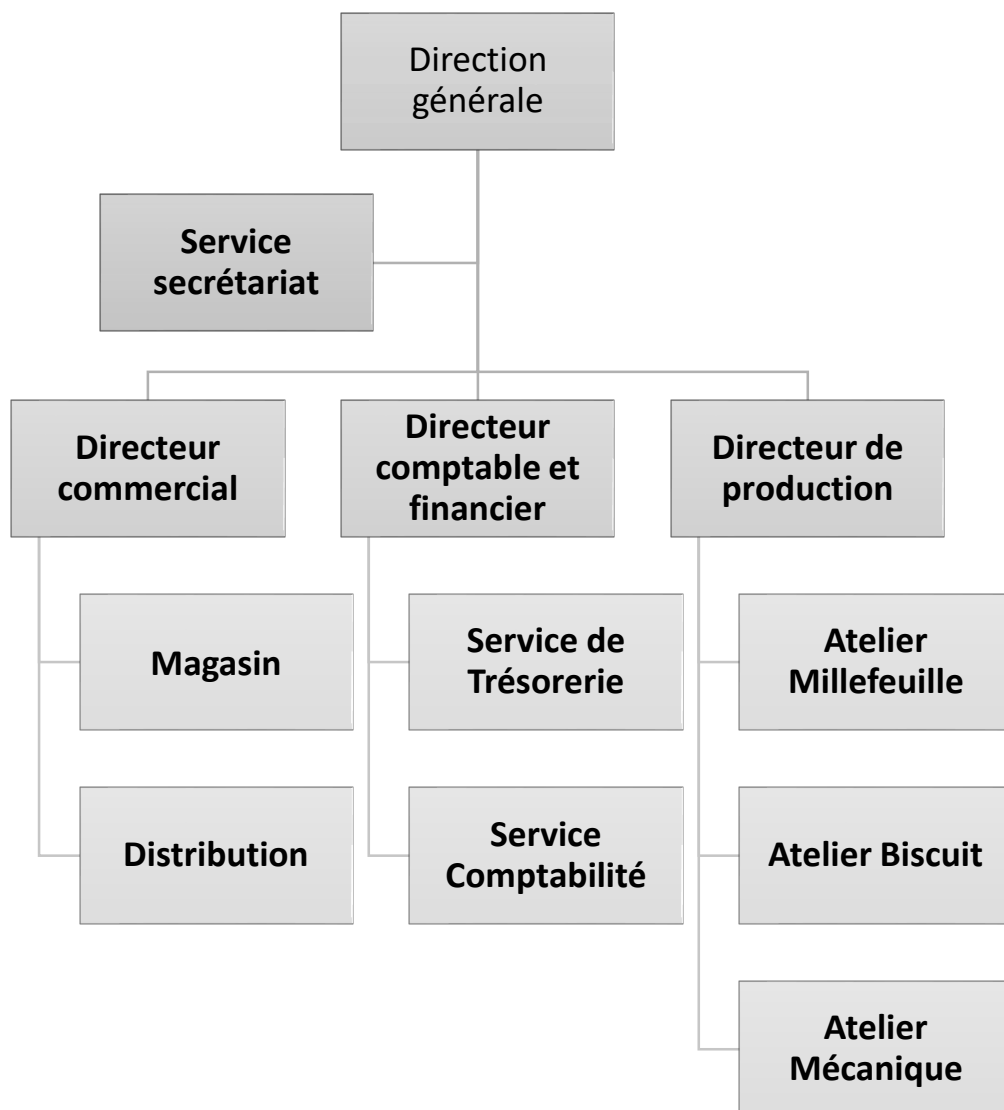 Direction
générale
Service
secrétariat
Directeur
commercial
Directeur
comptable et
financier
Directeur de
production
Magasin
Service de
Trésorerie
Atelier
Millefeuille
Distribution
Service
Comptabilité
Atelier Biscuit
Atelier
Mécanique